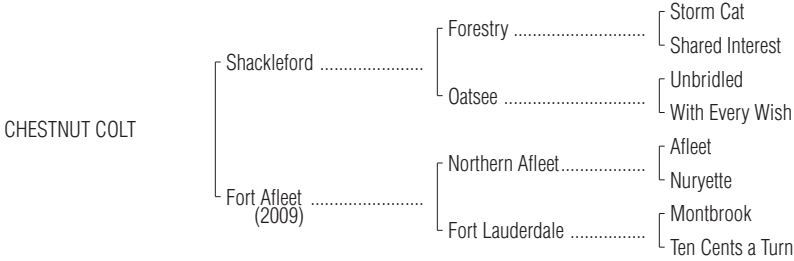 CHESTNUT COLT
Shackleford ......................
Fort Afleet ........................
(2009)
Forestry ............................
Oatsee ..............................
Northern Afleet..................
Fort Lauderdale ................
Storm Cat
Shared Interest
Unbridled
With Every Wish
Afleet
Nuryette
Montbrook
Ten Cents a Turn